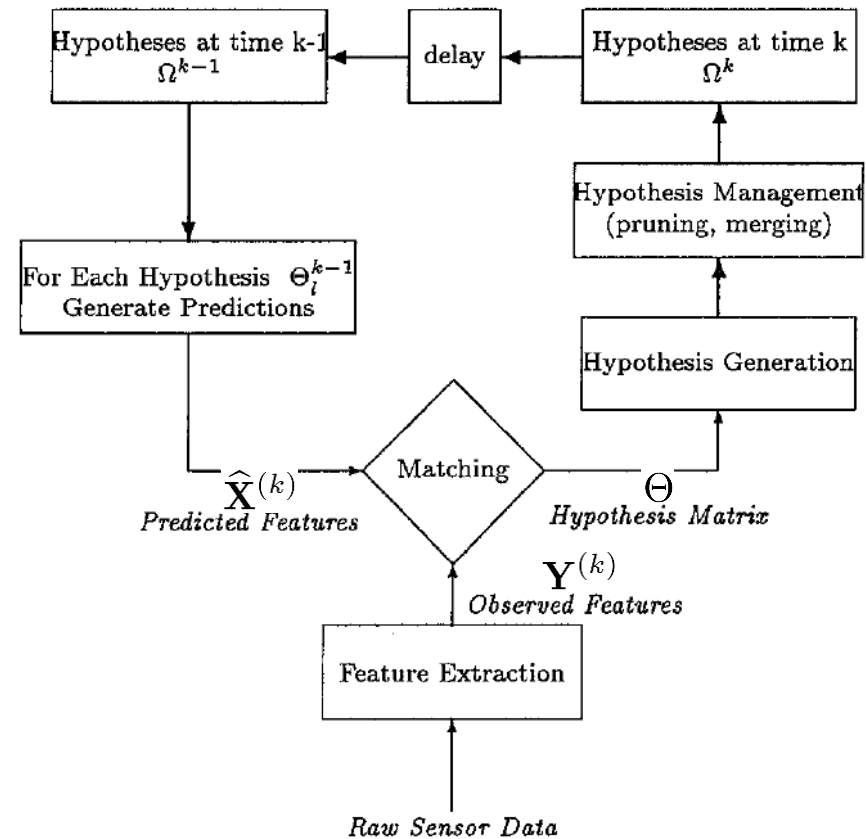 Hypotheses at time k-1
Ω^{k-1}
delay
Hypotheses at time k
Ω^k
Hypothesis Management
(pruning, merging)
For Each Hypothesis Θ_l^{k-1}
Generate Predictions
Hypothesis Generation
Matching
X̂^{(k)}
Predicted Features
Θ
Hypothesis Matrix
Y^{(k)}
Observed Features
Feature Extraction
Raw Sensor Data